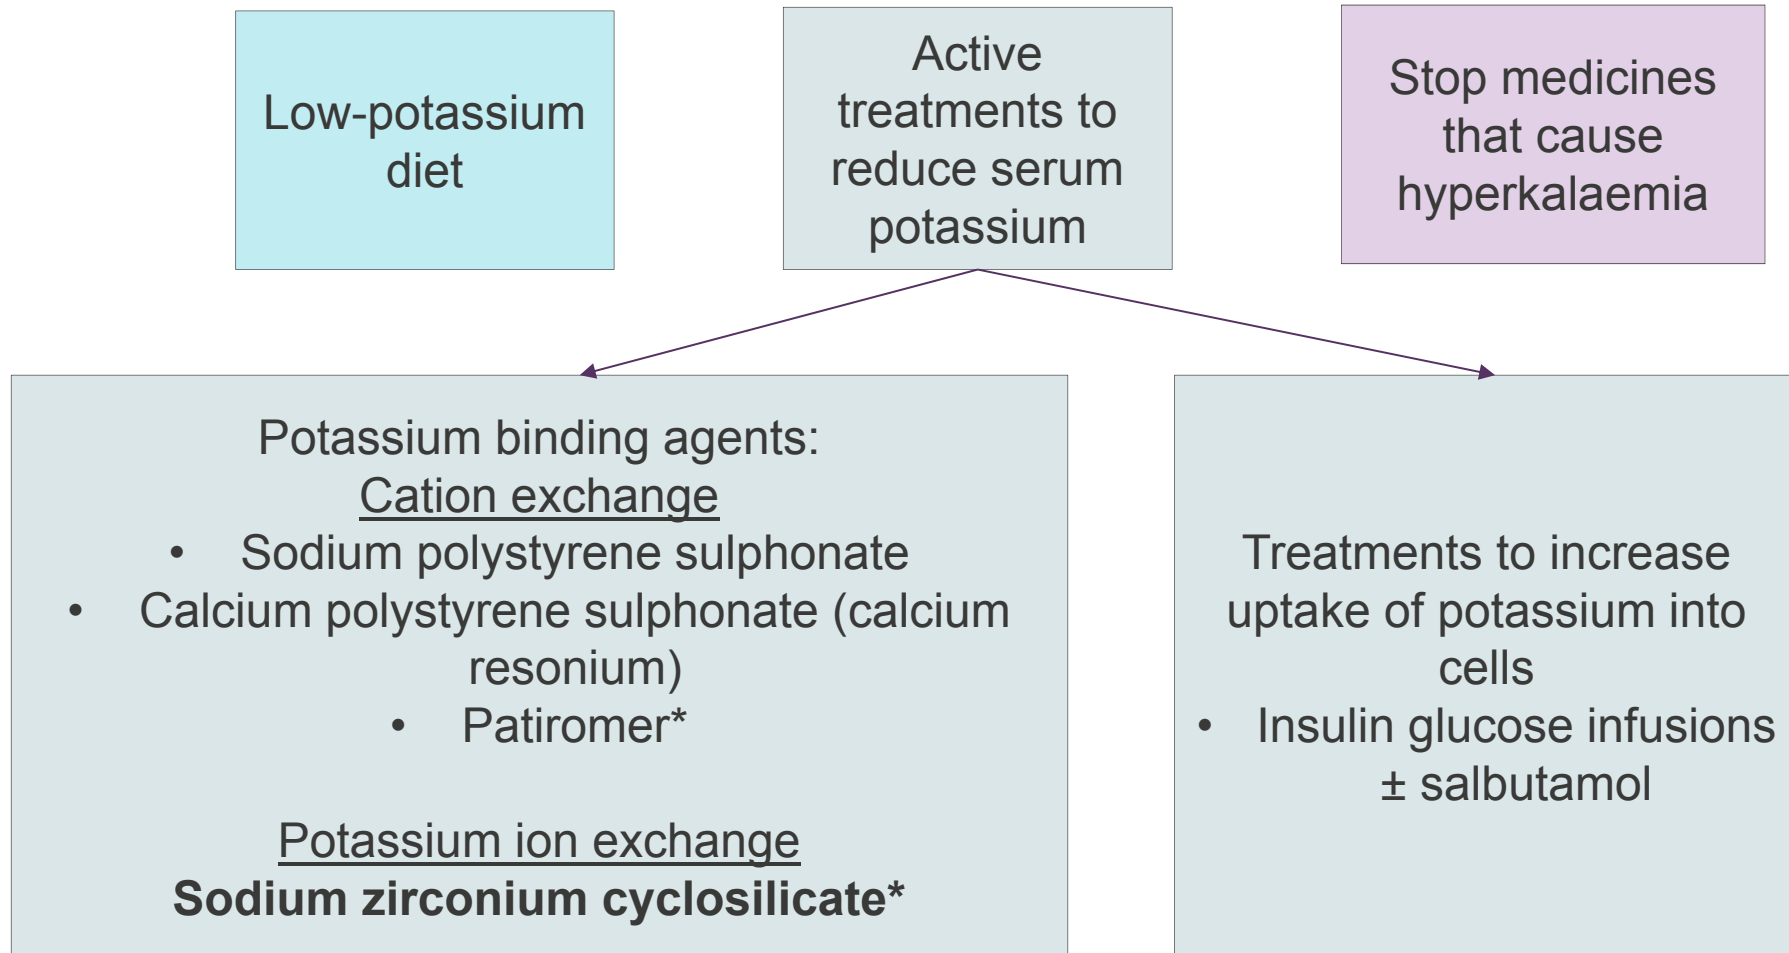 Low-potassium
diet
Active
treatments to
reduce serum
potassium
Stop medicines
that cause
hyperkalaemia
Potassium binding agents:
Cation exchange
• Sodium polystyrene sulphonate
• Calcium polystyrene sulphonate (calcium
resonium)
• Patiromer*
Potassium ion exchange
Sodium zirconium cyclosilicate*
Treatments to increase
uptake of potassium into
cells
• Insulin glucose infusions
± salbutamol